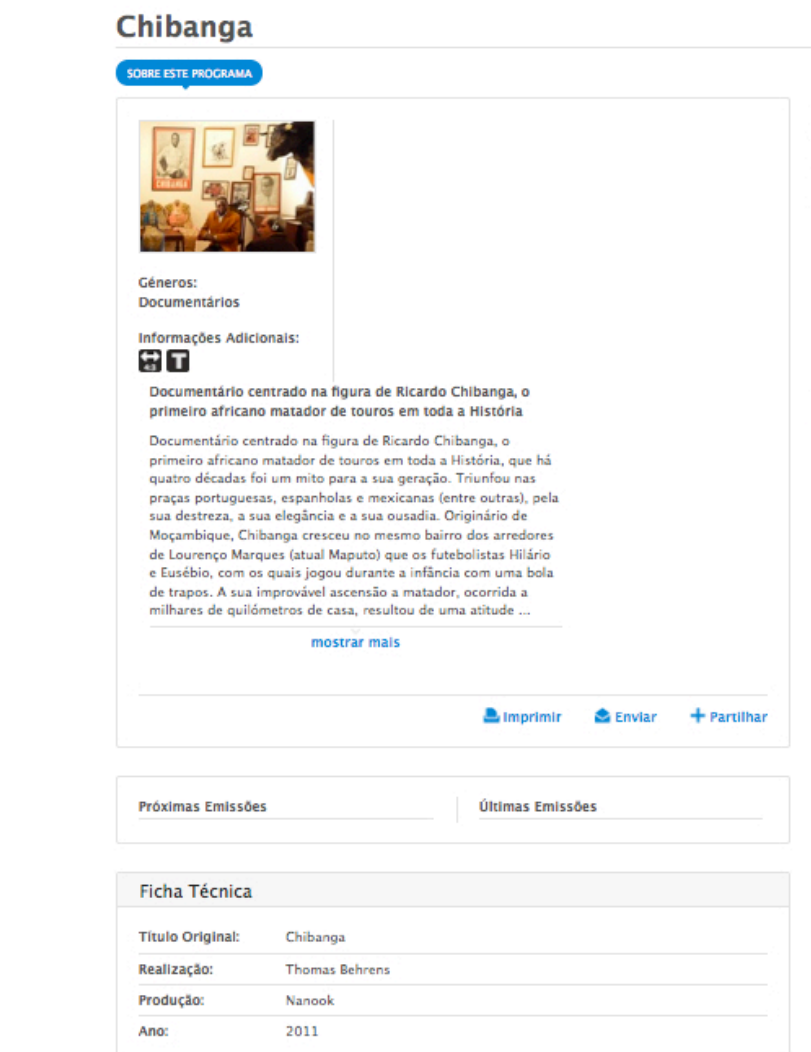 Chibanga
SOBRE ESTE PROGRAMA
CHIBANGA
Géneros:
Documentários
Informações Adicionais:
4:3 T
Documentário centrado na figura de Ricardo Chibanga, o
primeiro africano matador de touros em toda a História
Documentário centrado na figura de Ricardo Chibanga, o
primeiro africano matador de touros em toda a História, que há
quatro décadas foi um mito para a sua geração. Triunfou nas
praças portuguesas, espanholas e mexicanas (entre outras), pela
sua destreza, a sua elegância e a sua ousadia. Originário de
Moçambique, Chibanga cresceu no mesmo bairro dos arredores
de Lourenço Marques (atual Maputo) que os futebolistas Hilário
e Eusébio, com os quais jogou durante a infância com uma bola
de trapos. A sua improvável ascensão a matador, ocorrida a
milhares de quilómetros de casa, resultou de uma atitude ...
mostrar mais
Imprimir Enviar Partilhar
Próximas Emissões Últimas Emissões
Ficha Técnica
Título Original: Chibanga
Realização: Thomas Behrens
Produção: Nanook
Ano: 2011